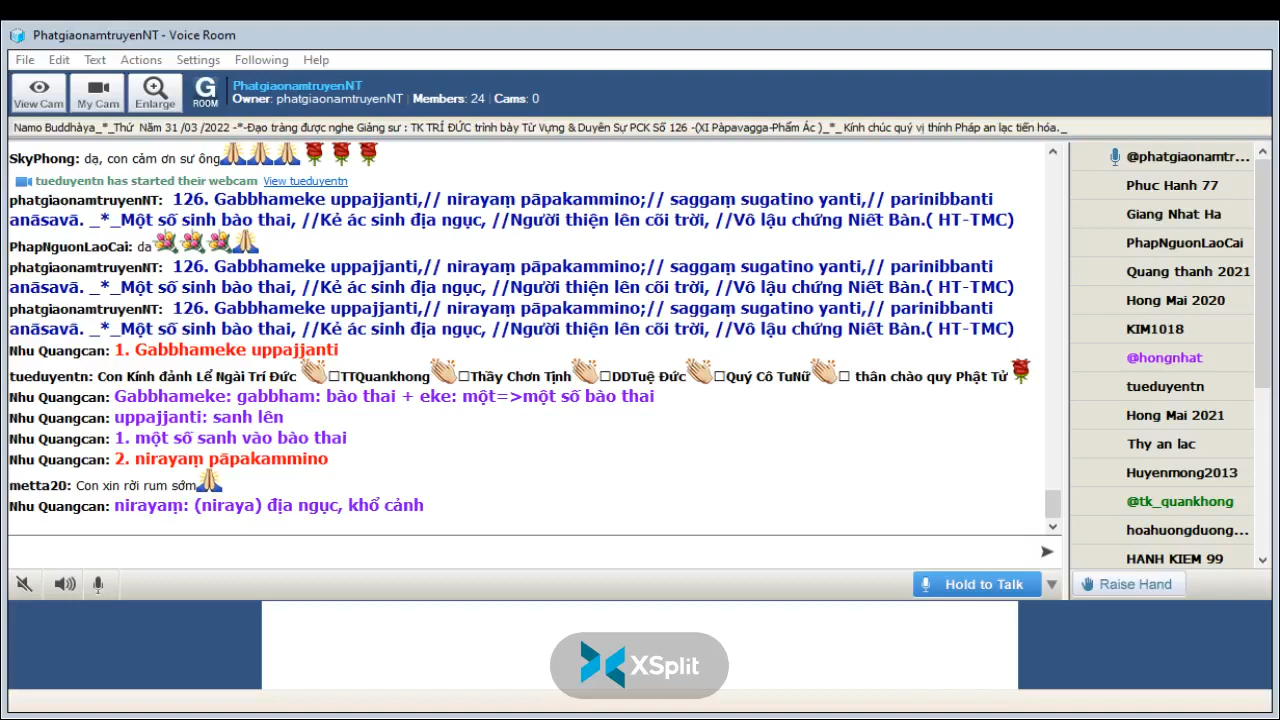 PhatgiaonamtruyenNT - Voice Room
File Edit Text Actions Settings Following Help
View Cam My Cam Enlarge G ROOM
PhatgiaonamtruyenNT
Owner: phatgiaonamtruyenNT Members: 24 Cams: 0
Namo Buddhàya_*_Thứ Năm 31 /03 /2022 -*-Đạo tràng được nghe Giảng sư : TK TRÍ ĐỨC trình bày Từ Vựng & Duyên Sự PCK Số 126 -(XI Pàpavagga-Phẩm Ác )_*_ Kính chúc quý vị thính Pháp an lạc tiến hóa._
SkyPhong: dạ, con cảm ơn sư ông
tueduyentn has started their webcam View tueduyentn
phatgiaonamtruyenNT: 126. Gabbhameke uppajjanti,// nirayaṃ pāpakammino;// saggaṃ sugatino yanti,// parinibbanti
anāsavā. _*_Một số sinh bào thai, //Kẻ ác sinh địa ngục, //Người thiện lên cõi trời, //Vô lậu chứng Niết Bàn.( HT-TMC)
PhapNguonLaoCai: da
phatgiaonamtruyenNT: 126. Gabbhameke uppajjanti,// nirayaṃ pāpakammino;// saggaṃ sugatino yanti,// parinibbanti
anāsavā. _*_Một số sinh bào thai, //Kẻ ác sinh địa ngục, //Người thiện lên cõi trời, //Vô lậu chứng Niết Bàn.( HT-TMC)
phatgiaonamtruyenNT: 126. Gabbhameke uppajjanti,// nirayaṃ pāpakammino;// saggaṃ sugatino yanti,// parinibbanti
anāsavā. _*_Một số sinh bào thai, //Kẻ ác sinh địa ngục, //Người thiện lên cõi trời, //Vô lậu chứng Niết Bàn.( HT-TMC)
Nhu Quangcan: 1. Gabbhameke uppajjanti
tueduyentn: Con Kính đảnh Lể Ngài Trí Đức TTQuankhong Thầy Chơn Tịnh DDTuệ Đức Quý Cô TuNữ thân chào quy Phật Tử
Nhu Quangcan: Gabbhameke: gabbham: bào thai + eke: một=>một số bào thai
Nhu Quangcan: uppajjanti: sanh lên
Nhu Quangcan: 1. một số sanh vào bào thai
Nhu Quangcan: 2. nirayaṃ pāpakammino
metta20: Con xin rời rum sớm
Nhu Quangcan: nirayaṃ: (niraya) địa ngục, khổ cảnh
@phatgiaonamtr...
Phuc Hanh 77
Giang Nhat Ha
PhapNguonLaoCai
Quang thanh 2021
Hong Mai 2020
KIM1018
@hongnhat
tueduyentn
Hong Mai 2021
Thy an lac
Huyenmong2013
@tk_quankhong
hoahuongduong...
HANH KIEM 99
Hold to Talk
Raise Hand
XSplit